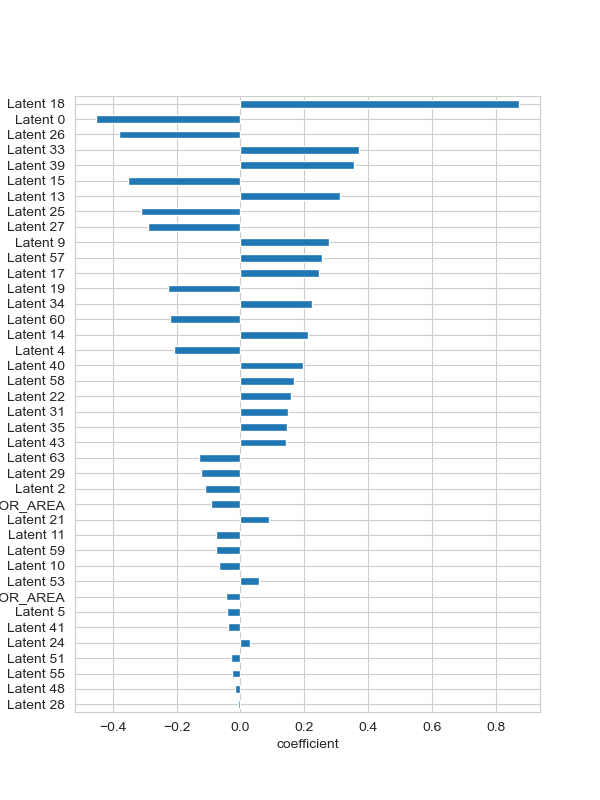 Latent 18
Latent 0
Latent 26
Latent 33
Latent 39
Latent 15
Latent 13
Latent 25
Latent 27
Latent 9
Latent 57
Latent 17
Latent 19
Latent 34
Latent 60
Latent 14
Latent 4
Latent 40
Latent 58
Latent 22
Latent 31
Latent 35
Latent 43
Latent 63
Latent 29
Latent 2
OR_AREA
Latent 21
Latent 11
Latent 59
Latent 10
Latent 53
OR_AREA
Latent 5
Latent 41
Latent 24
Latent 51
Latent 55
Latent 48
Latent 28
−0.4 −0.2 0.0 0.2 0.4 0.6 0.8
coefficient